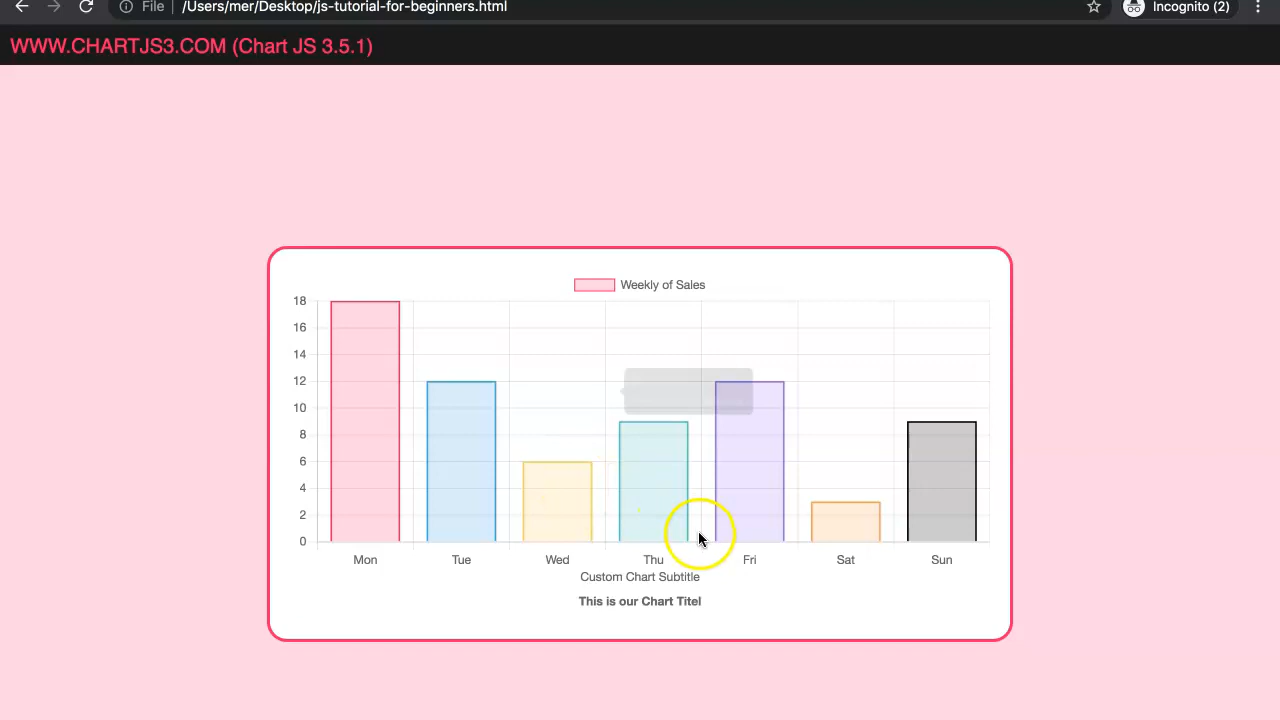 File /Users/mer/Desktop/js-tutorial-for-beginners.html Incognito (2)
WWW.CHARTJS3.COM (Chart JS 3.5.1)
Weekly of Sales
18
16
14
12
10
8
6
4
2
0
Mon Tue Wed Thu Fri Sat Sun
Custom Chart Subtitle
This is our Chart Titel